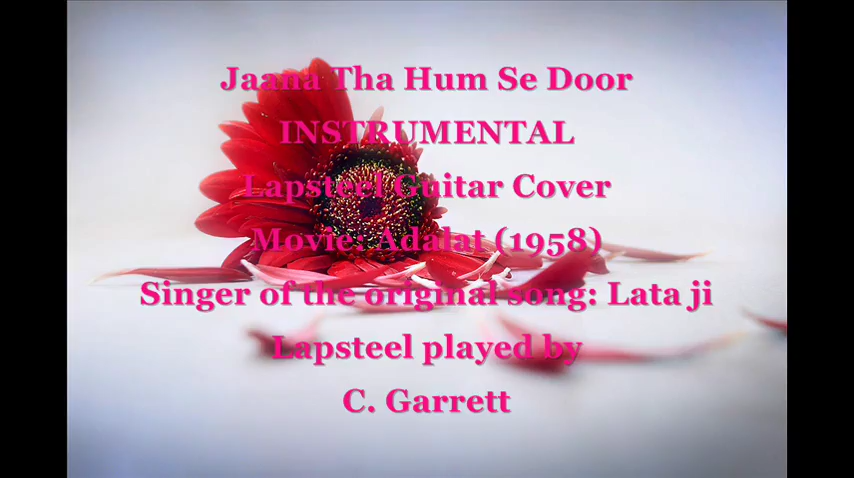 Jaana Tha Hum Se Door
INSTRUMENTAL
Lapsteel Guitar Cover
Movie: Adalat (1958)
Singer of the original song: Lata ji
Lapsteel played by
C. Garrett